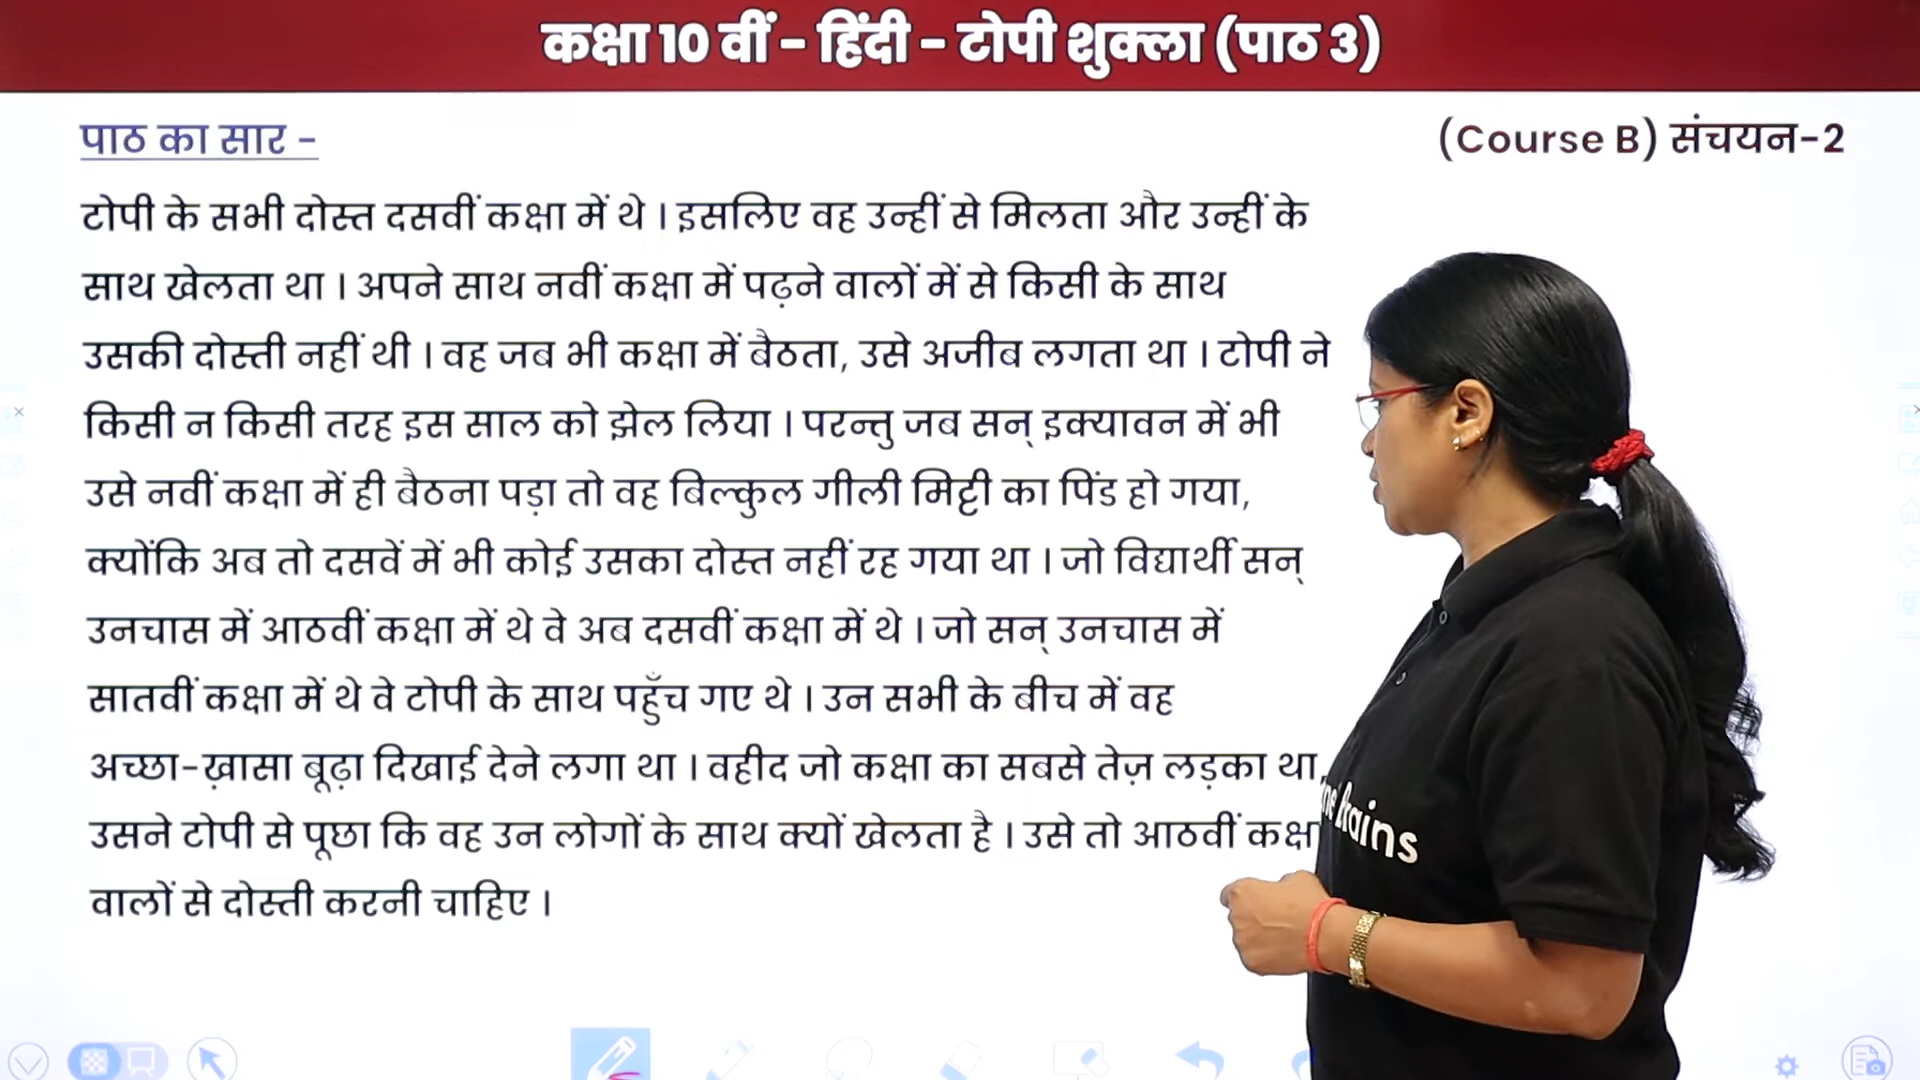 कक्षा 10 वीं - हिंदी - टोपी शुक्ला (पाठ 3)
पाठ का सार -
(Course B) संचयन-2
टोपी के सभी दोस्त दसवीं कक्षा में थे । इसलिए वह उन्हीं से मिलता और उन्हीं के
साथ खेलता था । अपने साथ नवीं कक्षा में पढ़ने वालों में से किसी के साथ
उसकी दोस्ती नहीं थी । वह जब भी कक्षा में बैठता, उसे अजीब लगता था । टोपी ने
किसी न किसी तरह इस साल को झेल लिया । परन्तु जब सन् इक्यावन में भी
उसे नवीं कक्षा में ही बैठना पड़ा तो वह बिल्कुल गीली मिट्टी का पिंड हो गया,
क्योंकि अब तो दसवें में भी कोई उसका दोस्त नहीं रह गया था । जो विद्यार्थी सन्
उनचास में आठवीं कक्षा में थे वे अब दसवीं कक्षा में थे । जो सन् उनचास में
सातवीं कक्षा में थे वे टोपी के साथ पहुँच गए थे । उन सभी के बीच में वह
अच्छा-ख़ासा बूढ़ा दिखाई देने लगा था । वहीद जो कक्षा का सबसे तेज़ लड़का था,
उसने टोपी से पूछा कि वह उन लोगों के साथ क्यों खेलता है । उसे तो आठवीं कक्षा
वालों से दोस्ती करनी चाहिए ।
Brains